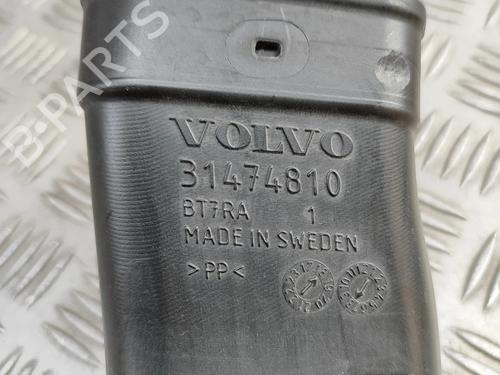 B-PARTS
VOLVO
31474810
BT7RA 1
MADE IN SWEDEN
>PP<